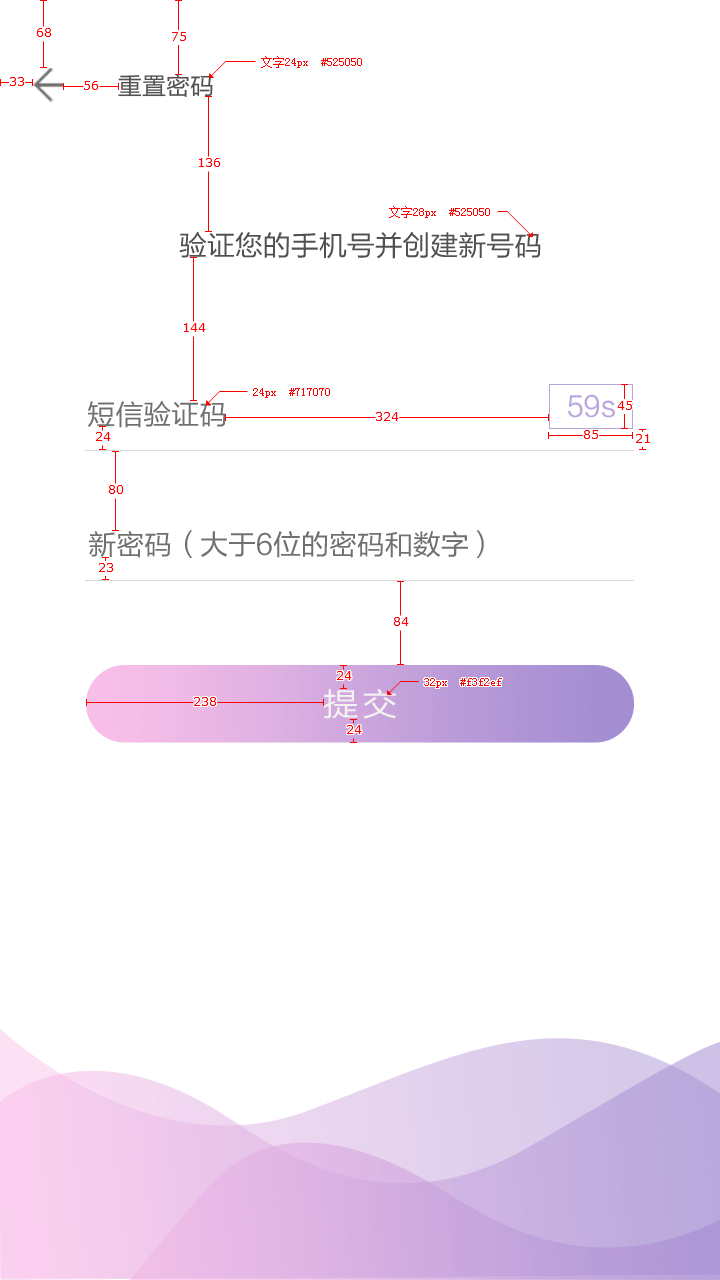 68
75
文字24px #525050
33
56
重置密码
136
文字28px #525050
验证您的手机号并创建新号码
144
24px #717070
短信验证码
324
59s
45
24
85
21
80
新密码（大于6位的密码和数字）
23
84
24
32px #f3f2ef
238
提交
24